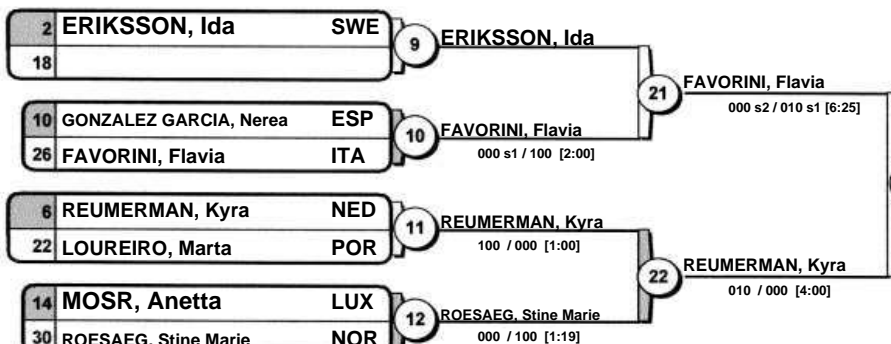 2 ERIKSSON, Ida SWE
18
9
ERIKSSON, Ida
10 GONZALEZ GARCIA, Nerea ESP
26 FAVORINI, Flavia ITA
10
FAVORINI, Flavia
000 s1 / 100 [2:00]
21
FAVORINI, Flavia
000 s2 / 010 s1 [6:25]
6 REUMERMAN, Kyra NED
22 LOUREIRO, Marta POR
11
REUMERMAN, Kyra
100 / 000 [1:00]
14 MOSR, Anetta LUX
30 ROESAEG, Stine Marie NOR
12
ROESAEG, Stine Marie
000 / 100 [1:19]
22
REUMERMAN, Kyra
010 / 000 [4:00]